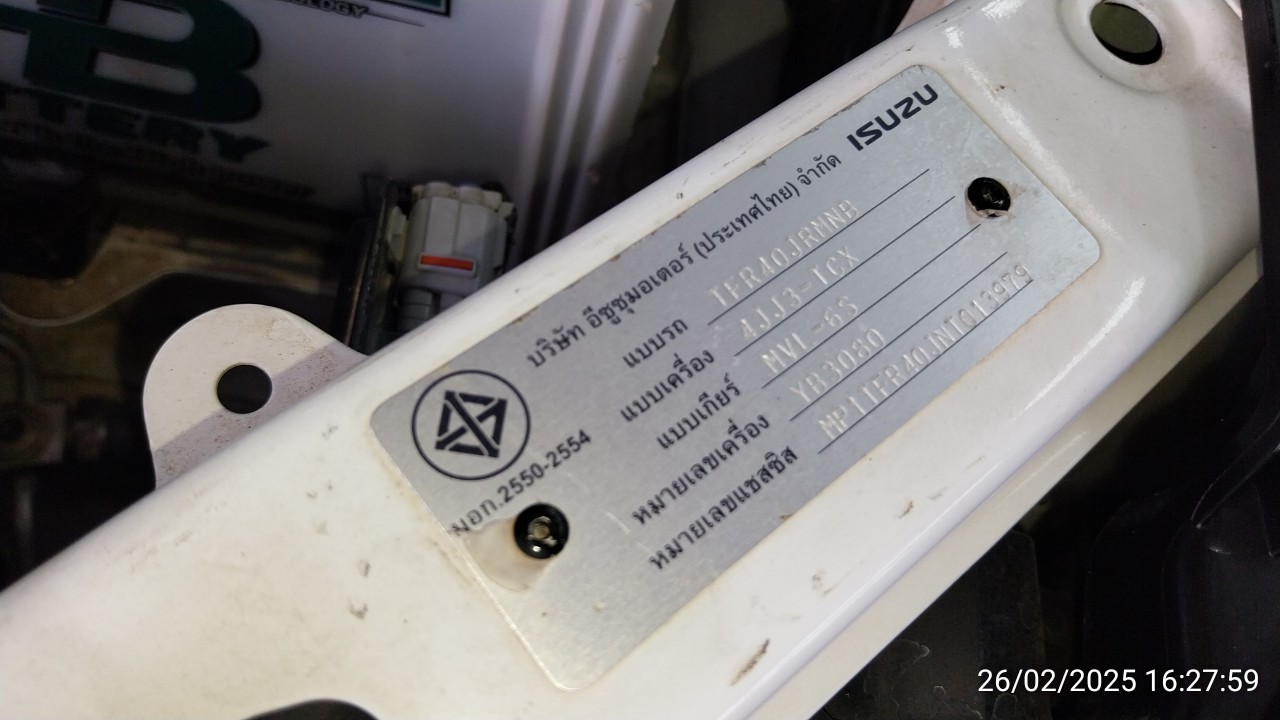 OLOGY
B
TTERY
ISUZU
บริษัท อีซูซุมอเตอร์ (ประเทศไทย) จำกัด
แบบรถ TFR40JRMNB
แบบเครื่อง 4JJ3-TCX
แบบเกียร์ MVL-6S
หมายเลขเครื่อง YB3080
หมายเลขแชสซิส MP1TFR40JNT013979
มอก.2550-2554
26/02/2025 16:27:59